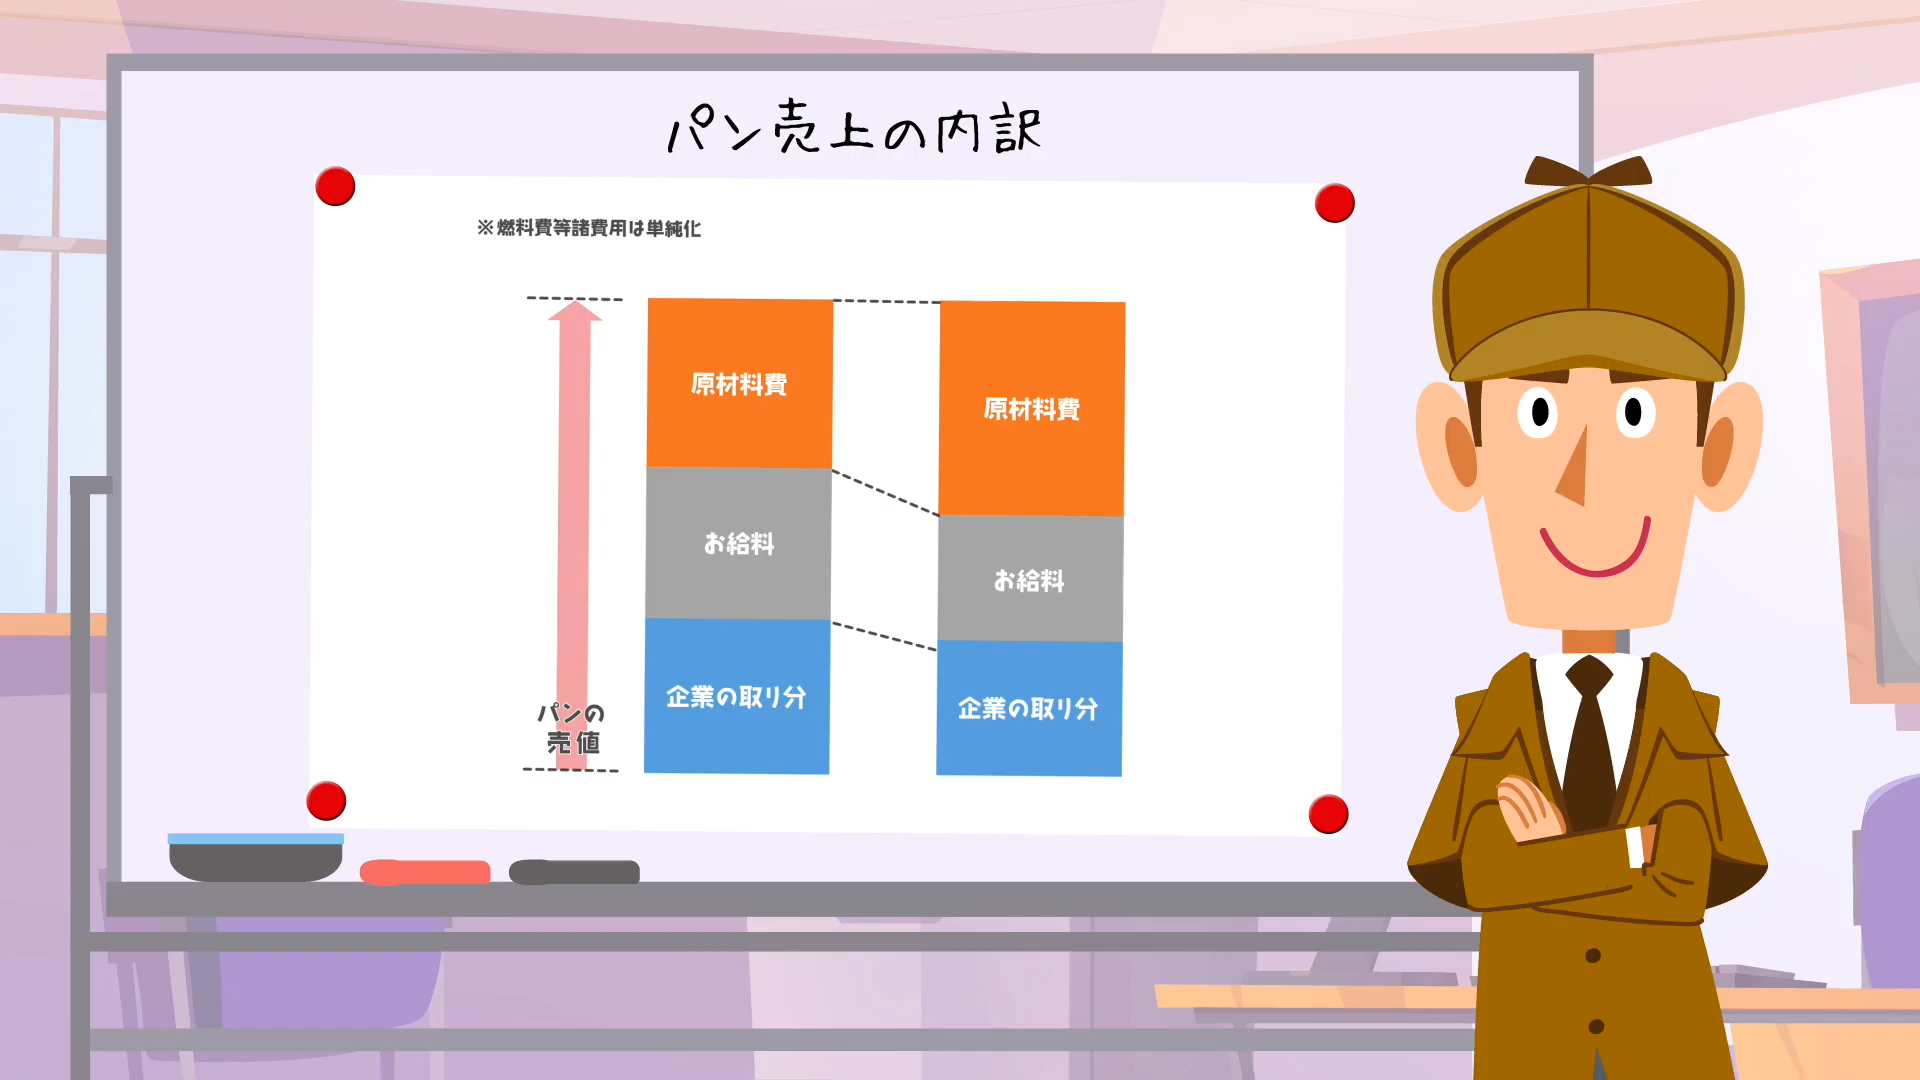 パン売上の内訳
※燃料費等諸費用は単純化
原材料費
お給料
企業の取り分
原材料費
お給料
企業の取り分
パンの
売値